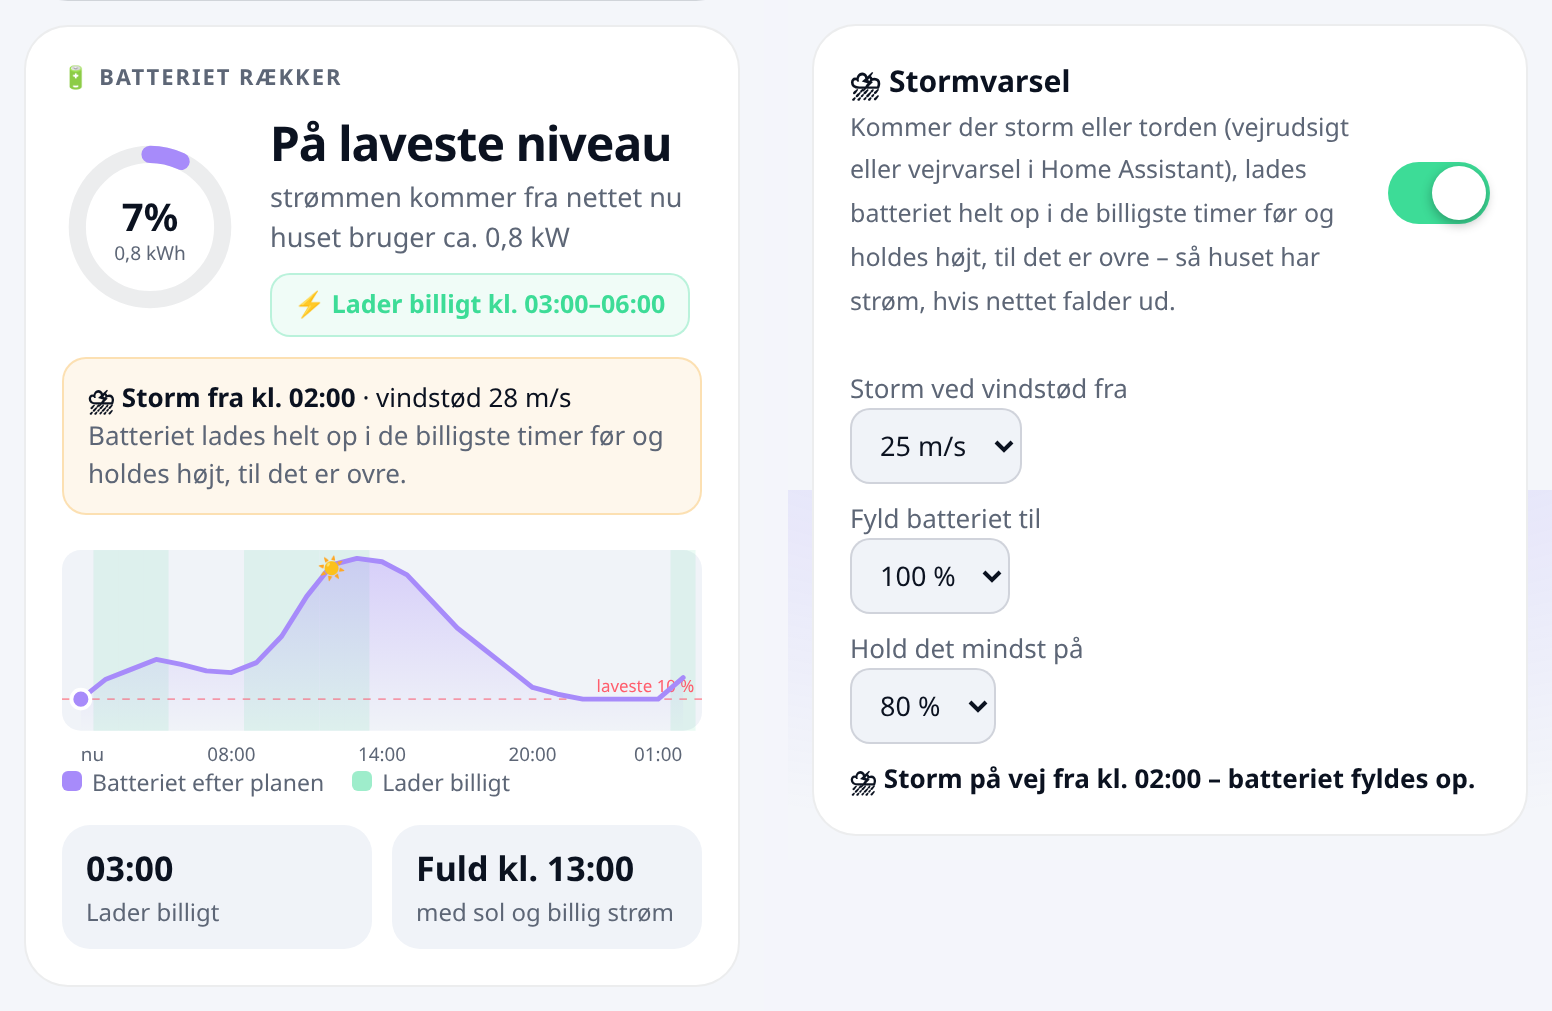 BATTERIET RÆKKER
7%
0,8 kWh
På laveste niveau
strømmen kommer fra nettet nu
huset bruger ca. 0,8 kW
⚡ Lader billigt kl. 03:00–06:00
⛈ Storm fra kl. 02:00 · vindstød 28 m/s
Batteriet lades helt op i de billigste timer før og
holdes højt, til det er ovre.
laveste 10 %
nu 08:00 14:00 20:00 01:00
Batteriet efter planen Lader billigt
03:00
Lader billigt
Fuld kl. 13:00
med sol og billig strøm
⛈ Stormvarsel
Kommer der storm eller torden (vejrudsigt
eller vejrvarsel i Home Assistant), lades
batteriet helt op i de billigste timer før og
holdes højt, til det er ovre – så huset har
strøm, hvis nettet falder ud.
Storm ved vindstød fra
25 m/s
Fyld batteriet til
100 %
Hold det mindst på
80 %
⛈ Storm på vej fra kl. 02:00 – batteriet fyldes op.